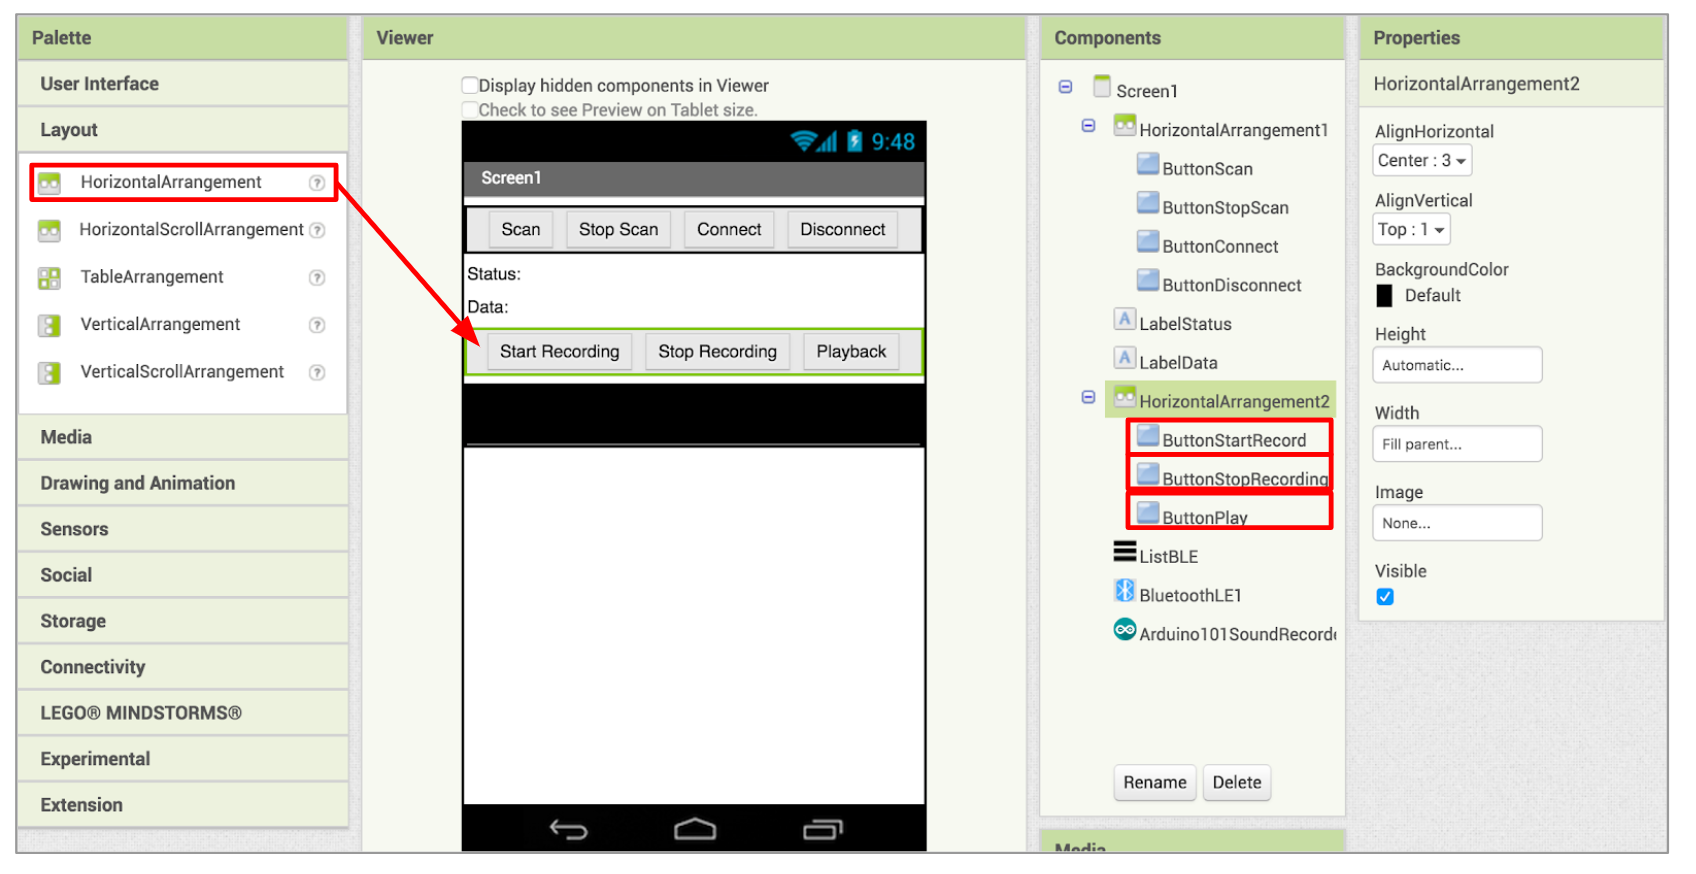 Palette
User Interface
Layout
HorizontalArrangement ?
HorizontalScrollArrangement ?
TableArrangement ?
VerticalArrangement ?
VerticalScrollArrangement ?
Media
Drawing and Animation
Sensors
Social
Storage
Connectivity
LEGO® MINDSTORMS®
Experimental
Extension
Viewer
Display hidden components in Viewer
Check to see Preview on Tablet size.
9:48
Screen1
Scan Stop Scan Connect Disconnect
Status:
Data:
Start Recording Stop Recording Playback
Components
Screen1
HorizontalArrangement1
ButtonScan
ButtonStopScan
ButtonConnect
ButtonDisconnect
A LabelStatus
A LabelData
HorizontalArrangement2
ButtonStartRecord
ButtonStopRecording
ButtonPlay
ListBLE
BluetoothLE1
Arduino101SoundRecorde
Rename Delete
Media
Properties
HorizontalArrangement2
AlignHorizontal
Center : 3
AlignVertical
Top : 1
BackgroundColor
Default
Height
Automatic...
Width
Fill parent...
Image
None...
Visible